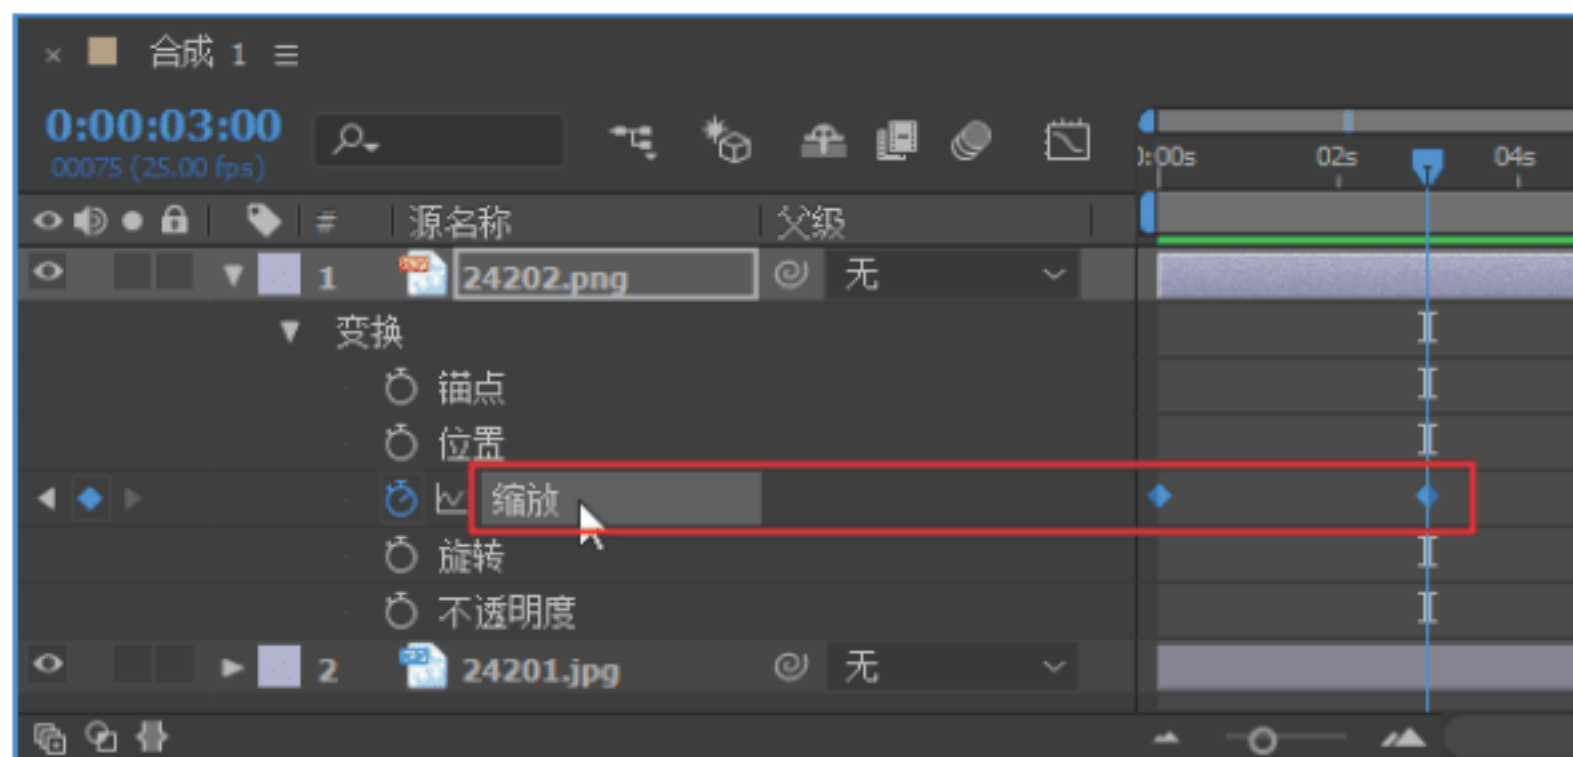 × 合成 1
0:00:03:00
00075 (25.00 fps)
):00s 02s 04s
# 源名称 父级
1 24202.png 无
变换
锚点
位置
缩放
旋转
不透明度
2 24201.jpg 无